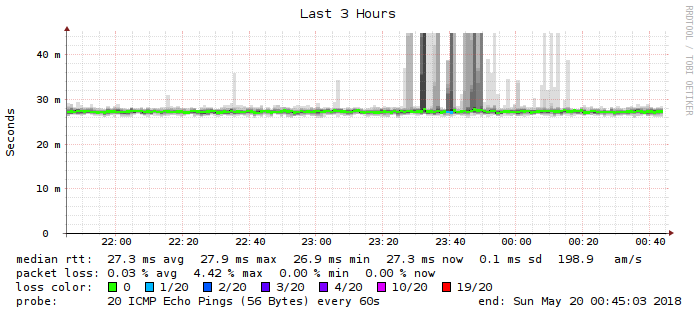 Last 3 Hours
RRDTOOL / TOBI OETIKER
Seconds
40 m
30 m
20 m
10 m
0
22:00 22:20 22:40 23:00 23:20 23:40 00:00 00:20 00:40
median rtt: 27.3 ms avg 27.9 ms max 26.9 ms min 27.3 ms now 0.1 ms sd 198.9 am/s
packet loss: 0.03 % avg 4.42 % max 0.00 % min 0.00 % now
loss color: 0 1/20 2/20 3/20 4/20 10/20 19/20
probe: 20 ICMP Echo Pings (56 Bytes) every 60s end: Sun May 20 00:45:03 2018